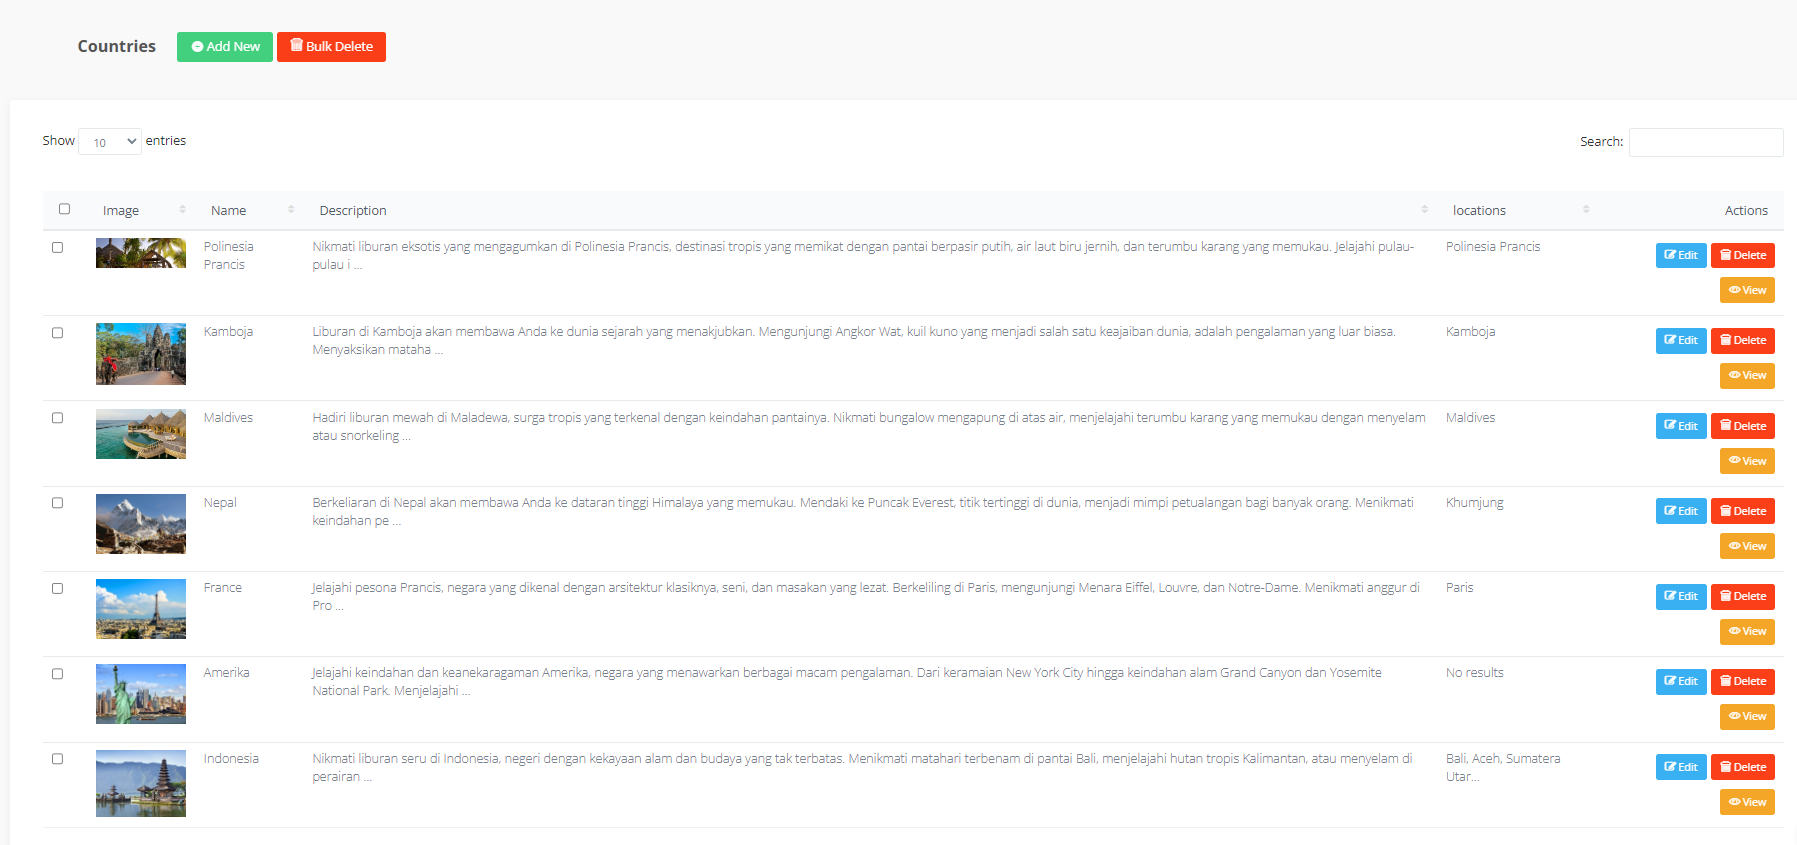 Countries
Add New
Bulk Delete
Show 10 entries
Search:
Image Name Description locations Actions
Polinesia
Prancis
Nikmati liburan eksotis yang mengagumkan di Polinesia Prancis, destinasi tropis yang memikat dengan pantai berpasir putih, air laut biru jernih, dan terumbu karang yang memukau. Jelajahi pulau-
pulau i ...
Polinesia Prancis
Edit Delete
View
Kamboja
Liburan di Kamboja akan membawa Anda ke dunia sejarah yang menakjubkan. Mengunjungi Angkor Wat, kuil kuno yang menjadi salah satu keajaiban dunia, adalah pengalaman yang luar biasa.
Menyaksikan mataha ...
Kamboja
Edit Delete
View
Maldives
Hadiri liburan mewah di Maladewa, surga tropis yang terkenal dengan keindahan pantainya. Nikmati bungalow mengapung di atas air, menjelajahi terumbu karang yang memukau dengan menyelam
atau snorkeling ...
Maldives
Edit Delete
View
Nepal
Berkeliaran di Nepal akan membawa Anda ke dataran tinggi Himalaya yang memukau. Mendaki ke Puncak Everest, titik tertinggi di dunia, menjadi mimpi petualangan bagi banyak orang. Menikmati
keindahan pe ...
Khumjung
Edit Delete
View
France
Jelajahi pesona Prancis, negara yang dikenal dengan arsitektur klasiknya, seni, dan masakan yang lezat. Berkeliling di Paris, mengunjungi Menara Eiffel, Louvre, dan Notre-Dame. Menikmati anggur di
Pro ...
Paris
Edit Delete
View
Amerika
Jelajahi keindahan dan keanekaragaman Amerika, negara yang menawarkan berbagai macam pengalaman. Dari keramaian New York City hingga keindahan alam Grand Canyon dan Yosemite
National Park. Menjelajahi ...
No results
Edit Delete
View
Indonesia
Nikmati liburan seru di Indonesia, negeri dengan kekayaan alam dan budaya yang tak terbatas. Menikmati matahari terbenam di pantai Bali, menjelajahi hutan tropis Kalimantan, atau menyelam di
perairan ...
Bali, Aceh, Sumatera
Utar...
Edit Delete
View